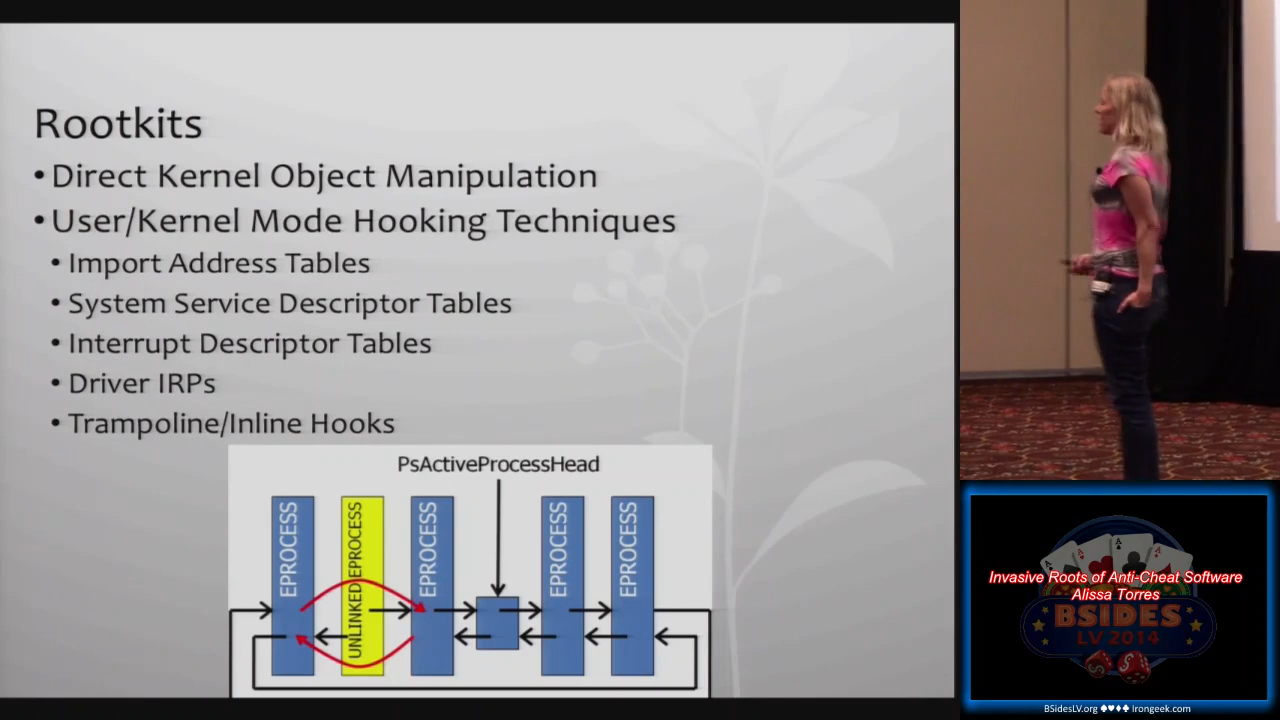 Rootkits
• Direct Kernel Object Manipulation
• User/Kernel Mode Hooking Techniques
• Import Address Tables
• System Service Descriptor Tables
• Interrupt Descriptor Tables
• Driver IRPs
• Trampoline/Inline Hooks
PsActiveProcessHead
EPROCESS
UNLINKED EPROCESS
EPROCESS
EPROCESS
EPROCESS
Invasive Roots of Anti-Cheat Software
Alissa Torres
BSIDES
LV 2014
BSidesLV.org ♠♥♦♣ Irongeek.com